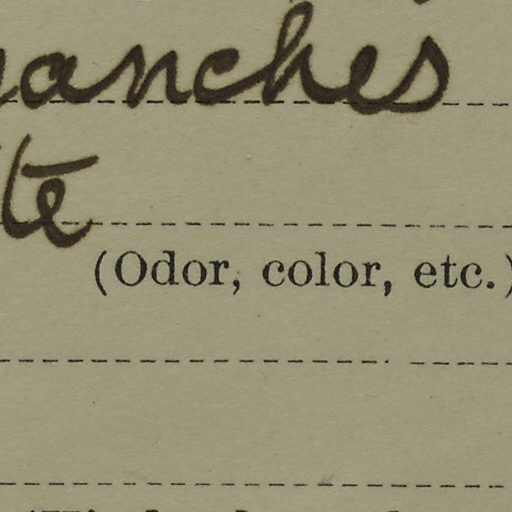 anches
te
(Odor, color, etc.)